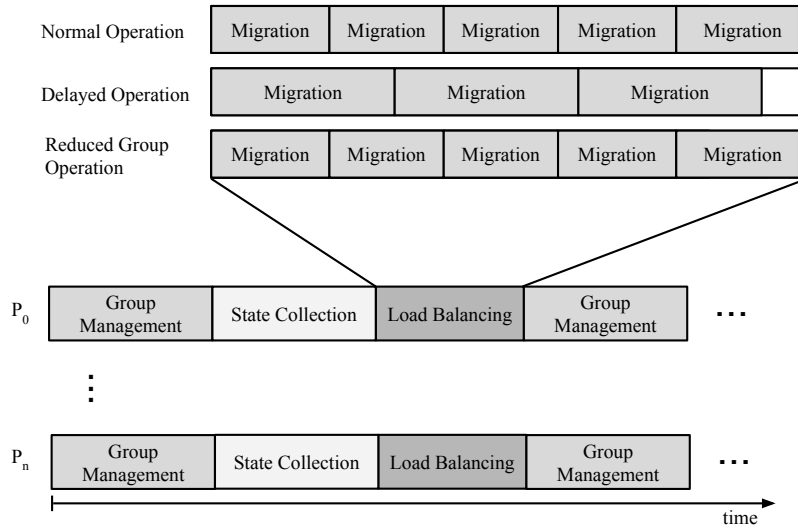 Normal Operation
Migration Migration Migration Migration Migration
Delayed Operation
Migration Migration Migration
Reduced Group
Operation
Migration Migration Migration Migration Migration
P0
Group
Management
State Collection
Load Balancing
Group
Management
...
Pn
Group
Management
State Collection
Load Balancing
Group
Management
...
time